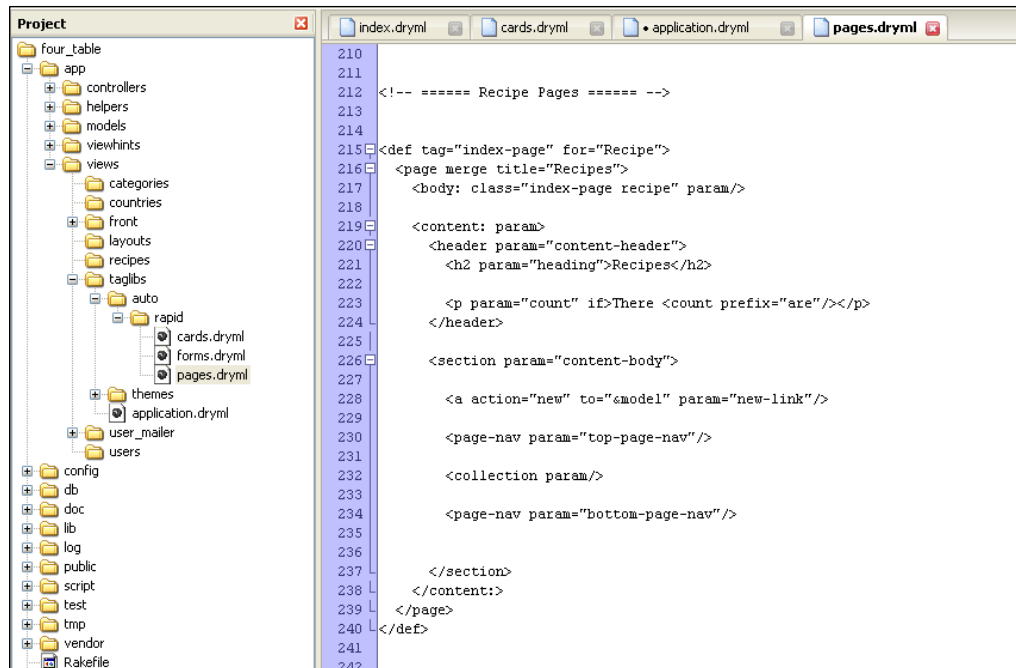 Project
four_table
app
controllers
helpers
models
viewhints
views
categories
countries
front
layouts
recipes
taglibs
auto
rapid
cards.dryml
forms.dryml
pages.dryml
themes
application.dryml
user_mailer
users
config
db
doc
lib
log
public
script
test
tmp
vendor
Rakefile
index.dryml cards.dryml • application.dryml pages.dryml
210
211
212 <!-- ====== Recipe Pages ====== -->
213
214
215 <def tag="index-page" for="Recipe">
216 <page merge title="Recipes">
217 <body: class="index-page recipe" param/>
218
219 <content: param>
220 <header param="content-header">
221 <h2 param="heading">Recipes</h2>
222
223 <p param="count" if>There <count prefix="are"/></p>
224 </header>
225
226 <section param="content-body">
227
228 <a action="new" to="&model" param="new-link"/>
229
230 <page-nav param="top-page-nav"/>
231
232 <collection param/>
233
234 <page-nav param="bottom-page-nav"/>
235
236
237 </section>
238 </content:>
239 </page>
240 </def>
241
242